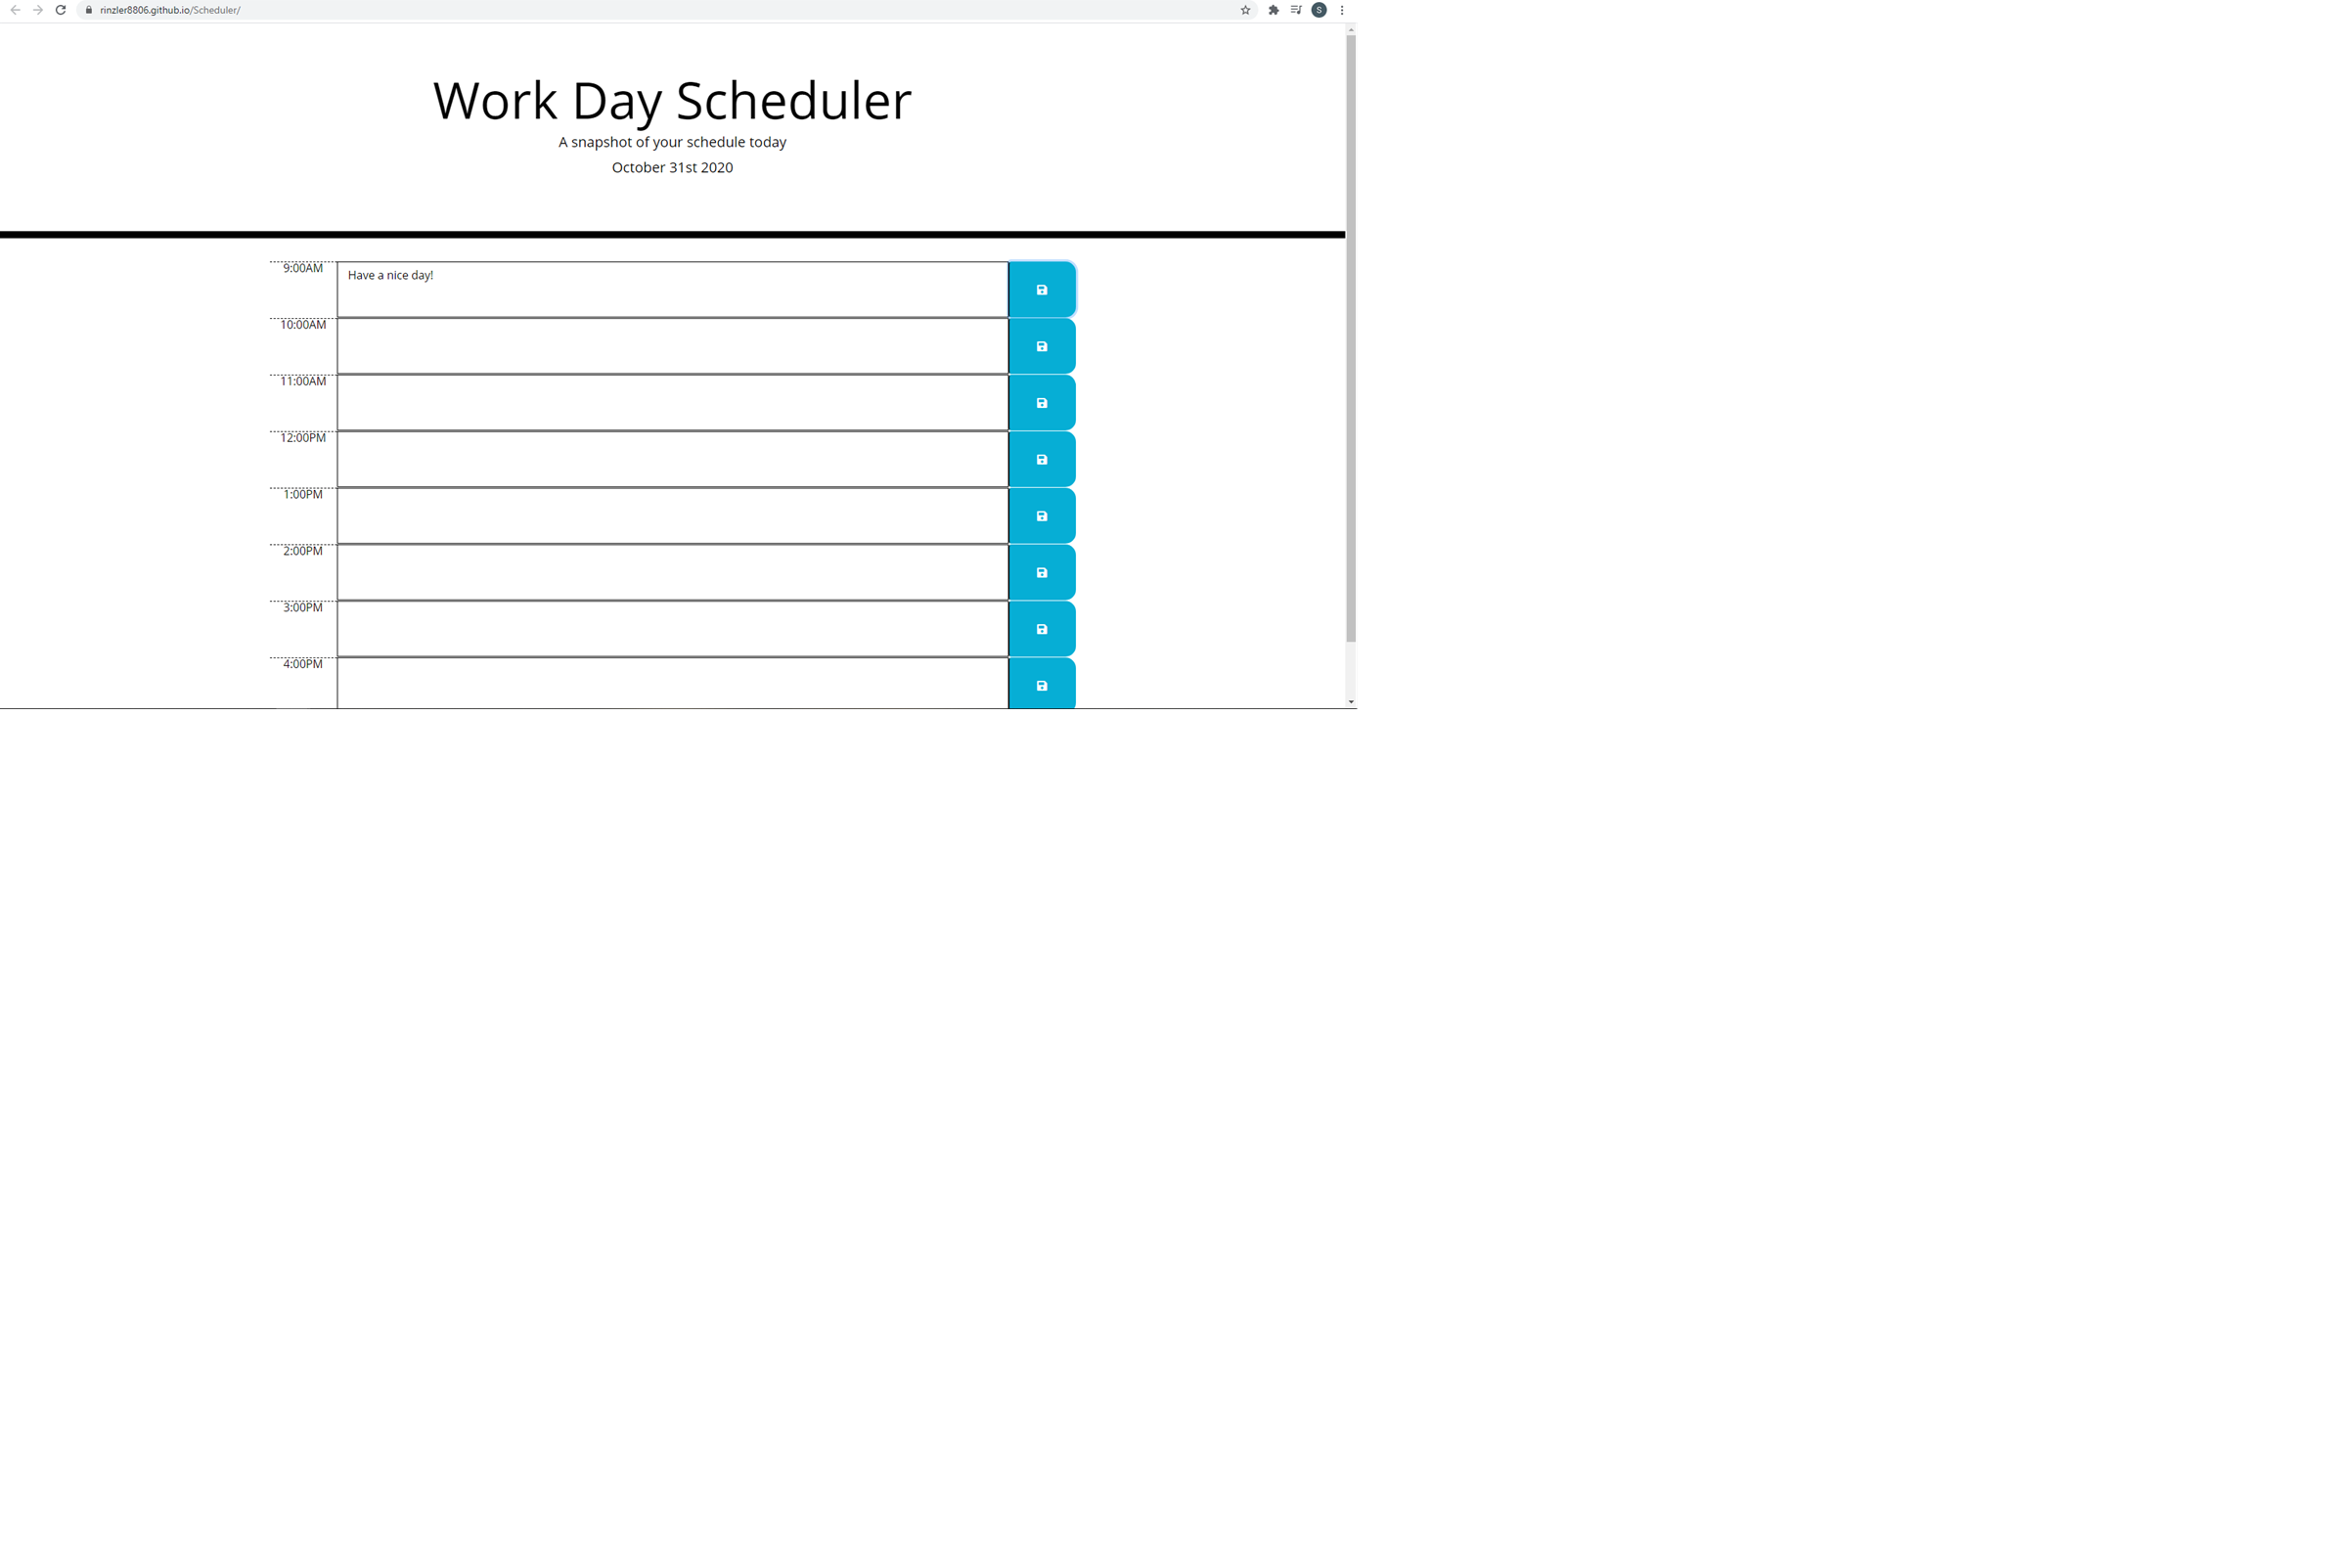 rinzler8806.github.io/Scheduler/
S
Work Day Scheduler
A snapshot of your schedule today
October 31st 2020
9:00AM
Have a nice day!
10:00AM
11:00AM
12:00PM
1:00PM
2:00PM
3:00PM
4:00PM